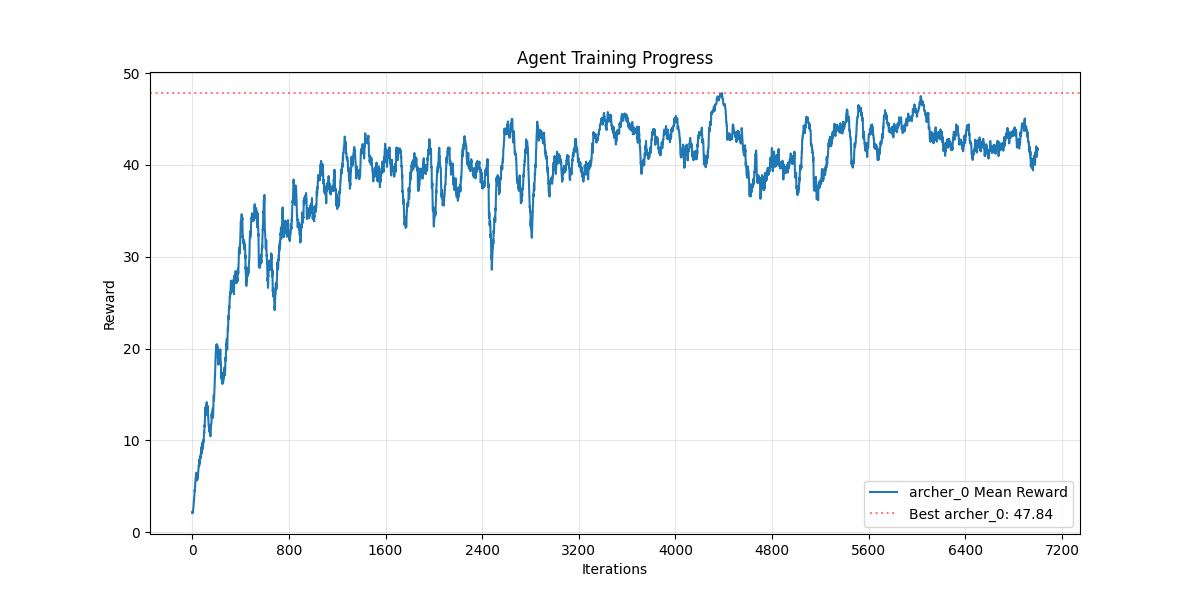 Agent Training Progress
50
40
30
20
10
0
Reward
0 800 1600 2400 3200 4000 4800 5600 6400 7200
Iterations
archer_0 Mean Reward
Best archer_0: 47.84